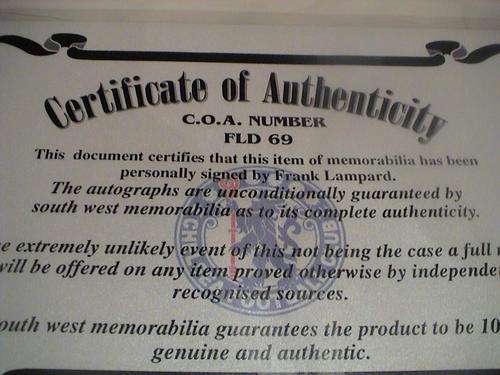 Certificate of Authenticity
C.O.A. NUMBER
FLD 69
This document certifies that this item of memorabilia has been
personally signed by Frank Lampard.
The autographs are unconditionally guaranteed by
south west memorabilia as to its complete authenticity.
e extremely unlikely event of this not being the case a full
will be offered on any item proved otherwise by independe
recognised sources.
outh west memorabilia guarantees the product to be 10
genuine and authentic.